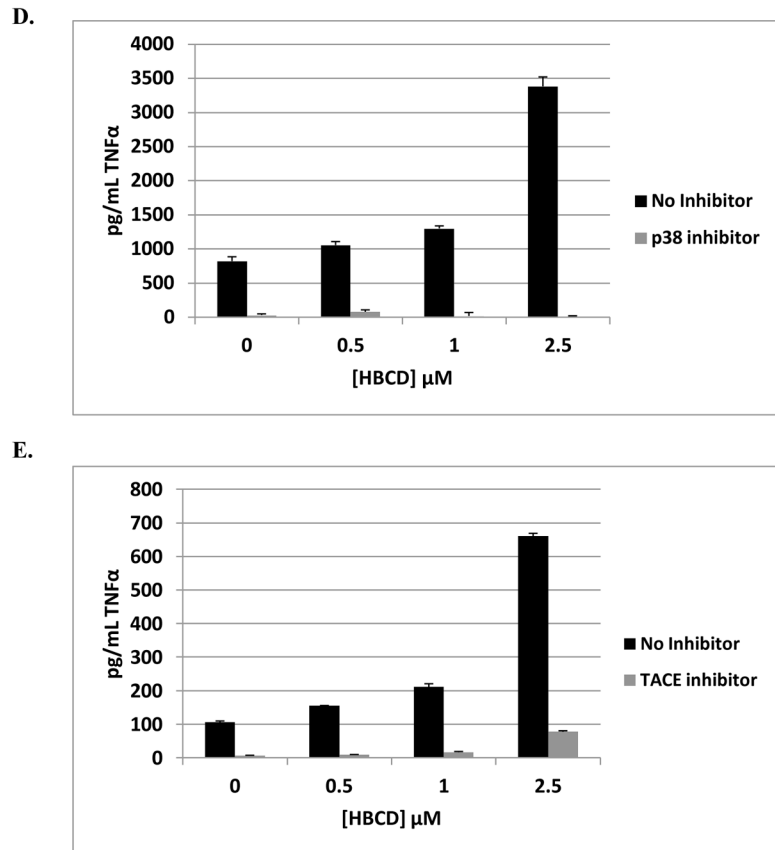 D.
4000
3500
3000
2500
2000
1500
1000
500
0
pg/mL TNFα
0 0.5 1 2.5
[HBCD] µM
No Inhibitor
p38 inhibitor
E.
800
700
600
500
400
300
200
100
0
pg/mL TNFα
0 0.5 1 2.5
[HBCD] µM
No Inhibitor
TACE inhibitor